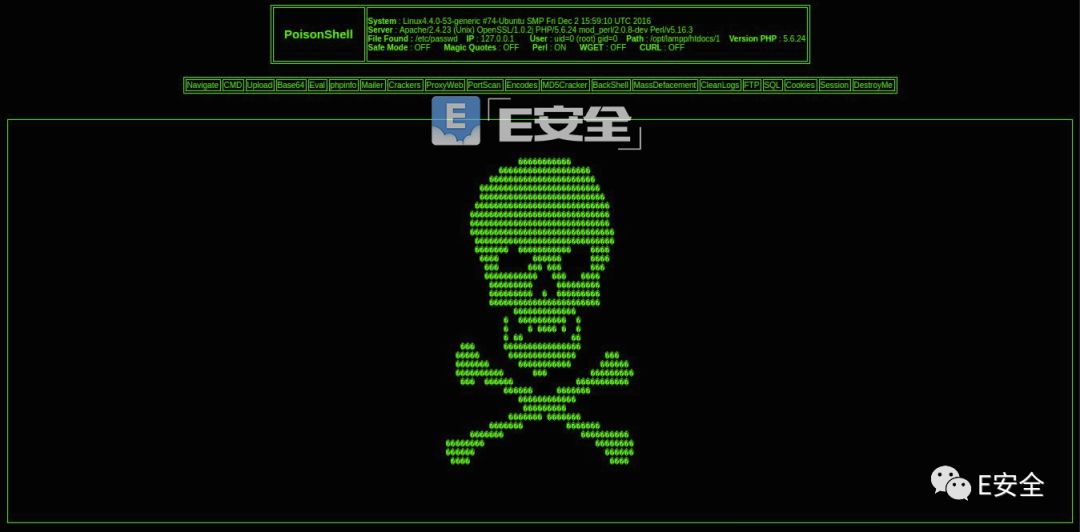 PoisonShell
System : Linux4.4.0-53-generic #74-Ubuntu SMP Fri Dec 2 15:59:10 UTC 2016
Server : Apache/2.4.23 (Unix) OpenSSL/1.0.2j PHP/5.6.24 mod_perl/2.0.8-dev Perl/v5.16.3
File Found : /etc/passwd IP : 127.0.0.1 User : uid=0 (root) gid=0 Path : /opt/lampp/htdocs/1 Version PHP : 5.6.24
Safe Mode : OFF Magic Quotes : OFF Perl : ON WGET : OFF CURL : OFF
Navigate CMD Upload Base64 Eval phpinfo Mailer Crackers ProxyWeb PortScan Encodes MD5Cracker BackShell MassDefacement CleanLogs FTP SQL Cookies Session DestroyMe
E E安全
E安全